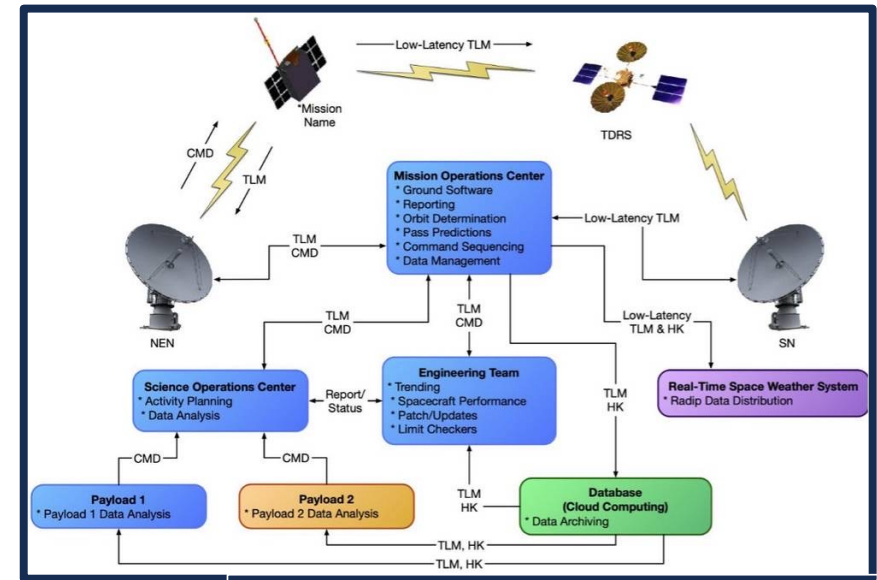 Low-Latency TLM
*Mission
Name
TDRS
CMD
TLM
Mission Operations Center
* Ground Software
* Reporting
* Orbit Determination
* Pass Predictions
* Command Sequencing
* Data Management
Low-Latency TLM
TLM
CMD
NEN
SN
TLM
CMD
TLM
CMD
Low-Latency
TLM & HK
Science Operations Center
* Activity Planning
* Data Analysis
Report/
Status
Engineering Team
* Trending
* Spacecraft Performance
* Patch/Updates
* Limit Checkers
TLM
HK
Real-Time Space Weather System
* Radip Data Distribution
CMD
CMD
Payload 1
* Payload 1 Data Analysis
Payload 2
* Payload 2 Data Analysis
TLM
HK
Database
(Cloud Computing)
* Data Archiving
TLM, HK
TLM, HK